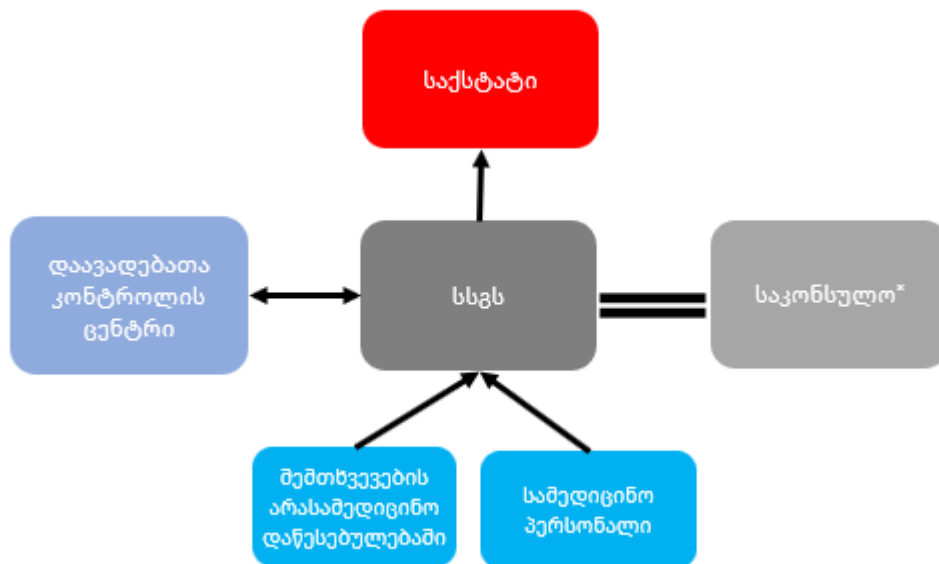 საქსტატი
დაავადებათა
კონტროლის
ცენტრი
სსგს
საკონსულო*
შემთხვევების
არასამედიცინო
დაწესებულებაში
სამედიცინო
პერსონალი